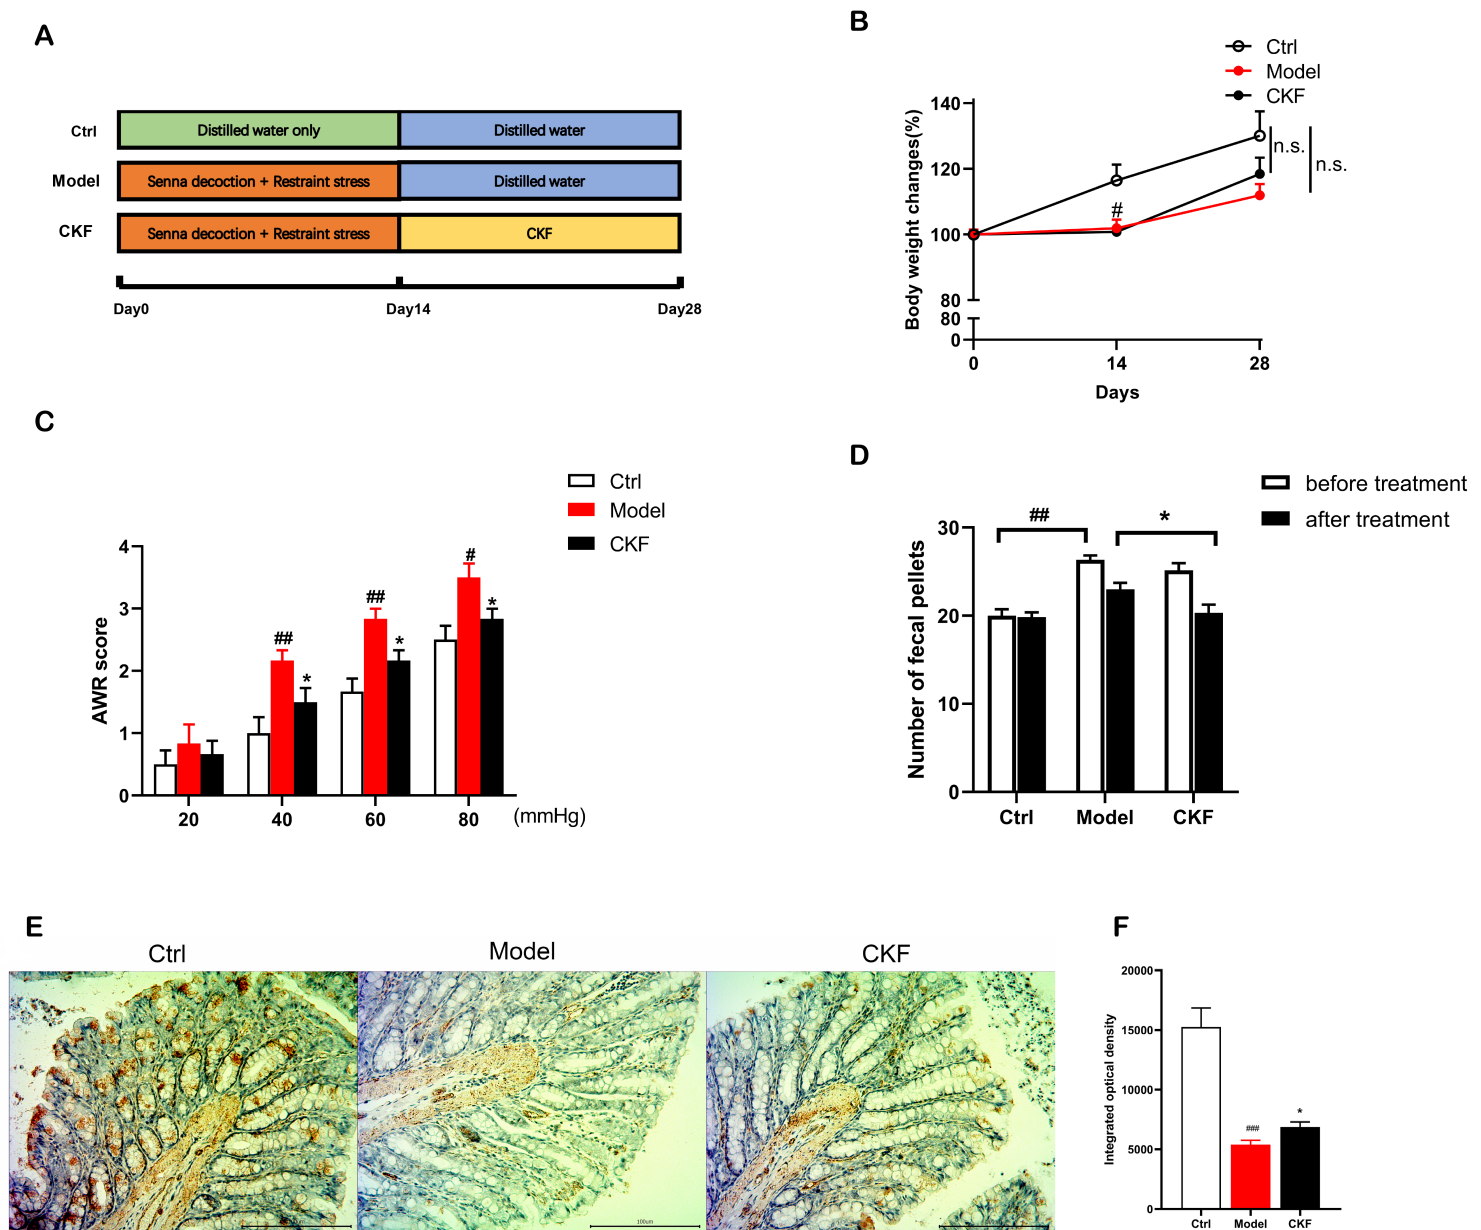 A
Ctrl
Distilled water only
Distilled water
Model
Senna decoction + Restraint stress
Distilled water
CKF
Senna decoction + Restraint stress
CKF
Day0
Day14
Day28
B
Ctrl
Model
CKF
Body weight changes(%)
140
120
100
80
80
0
#
n.s.
n.s.
0
14
28
Days
C
Ctrl
Model
CKF
AWR score
4
3
2
1
0
##
*
##
*
#
*
20
40
60
80
(mmHg)
D
before treatment
after treatment
Number of fecal pellets
30
20
10
0
##
*
Ctrl
Model
CKF
E
Ctrl
Model
CKF
100um
F
Integrated optical density
20000
15000
10000
5000
0
###
*
Ctrl
Model
CKF